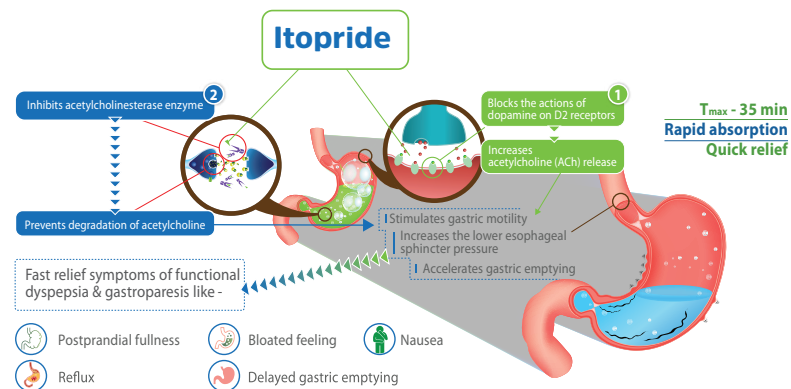 Itopride
2
Inhibits acetylcholinesterase enzyme
Prevents degradation of acetylcholine
1
Blocks the actions of
dopamine on D2 receptors
Increases
acetylcholine (ACh) release
Tmax - 35 min
Rapid absorption
Quick relief
Stimulates gastric motility
Increases the lower esophageal
sphincter pressure
Accelerates gastric emptying
Fast relief symptoms of functional
dyspepsia & gastroparesis like -
Postprandial fullness
Bloated feeling
Nausea
Reflux
Delayed gastric emptying